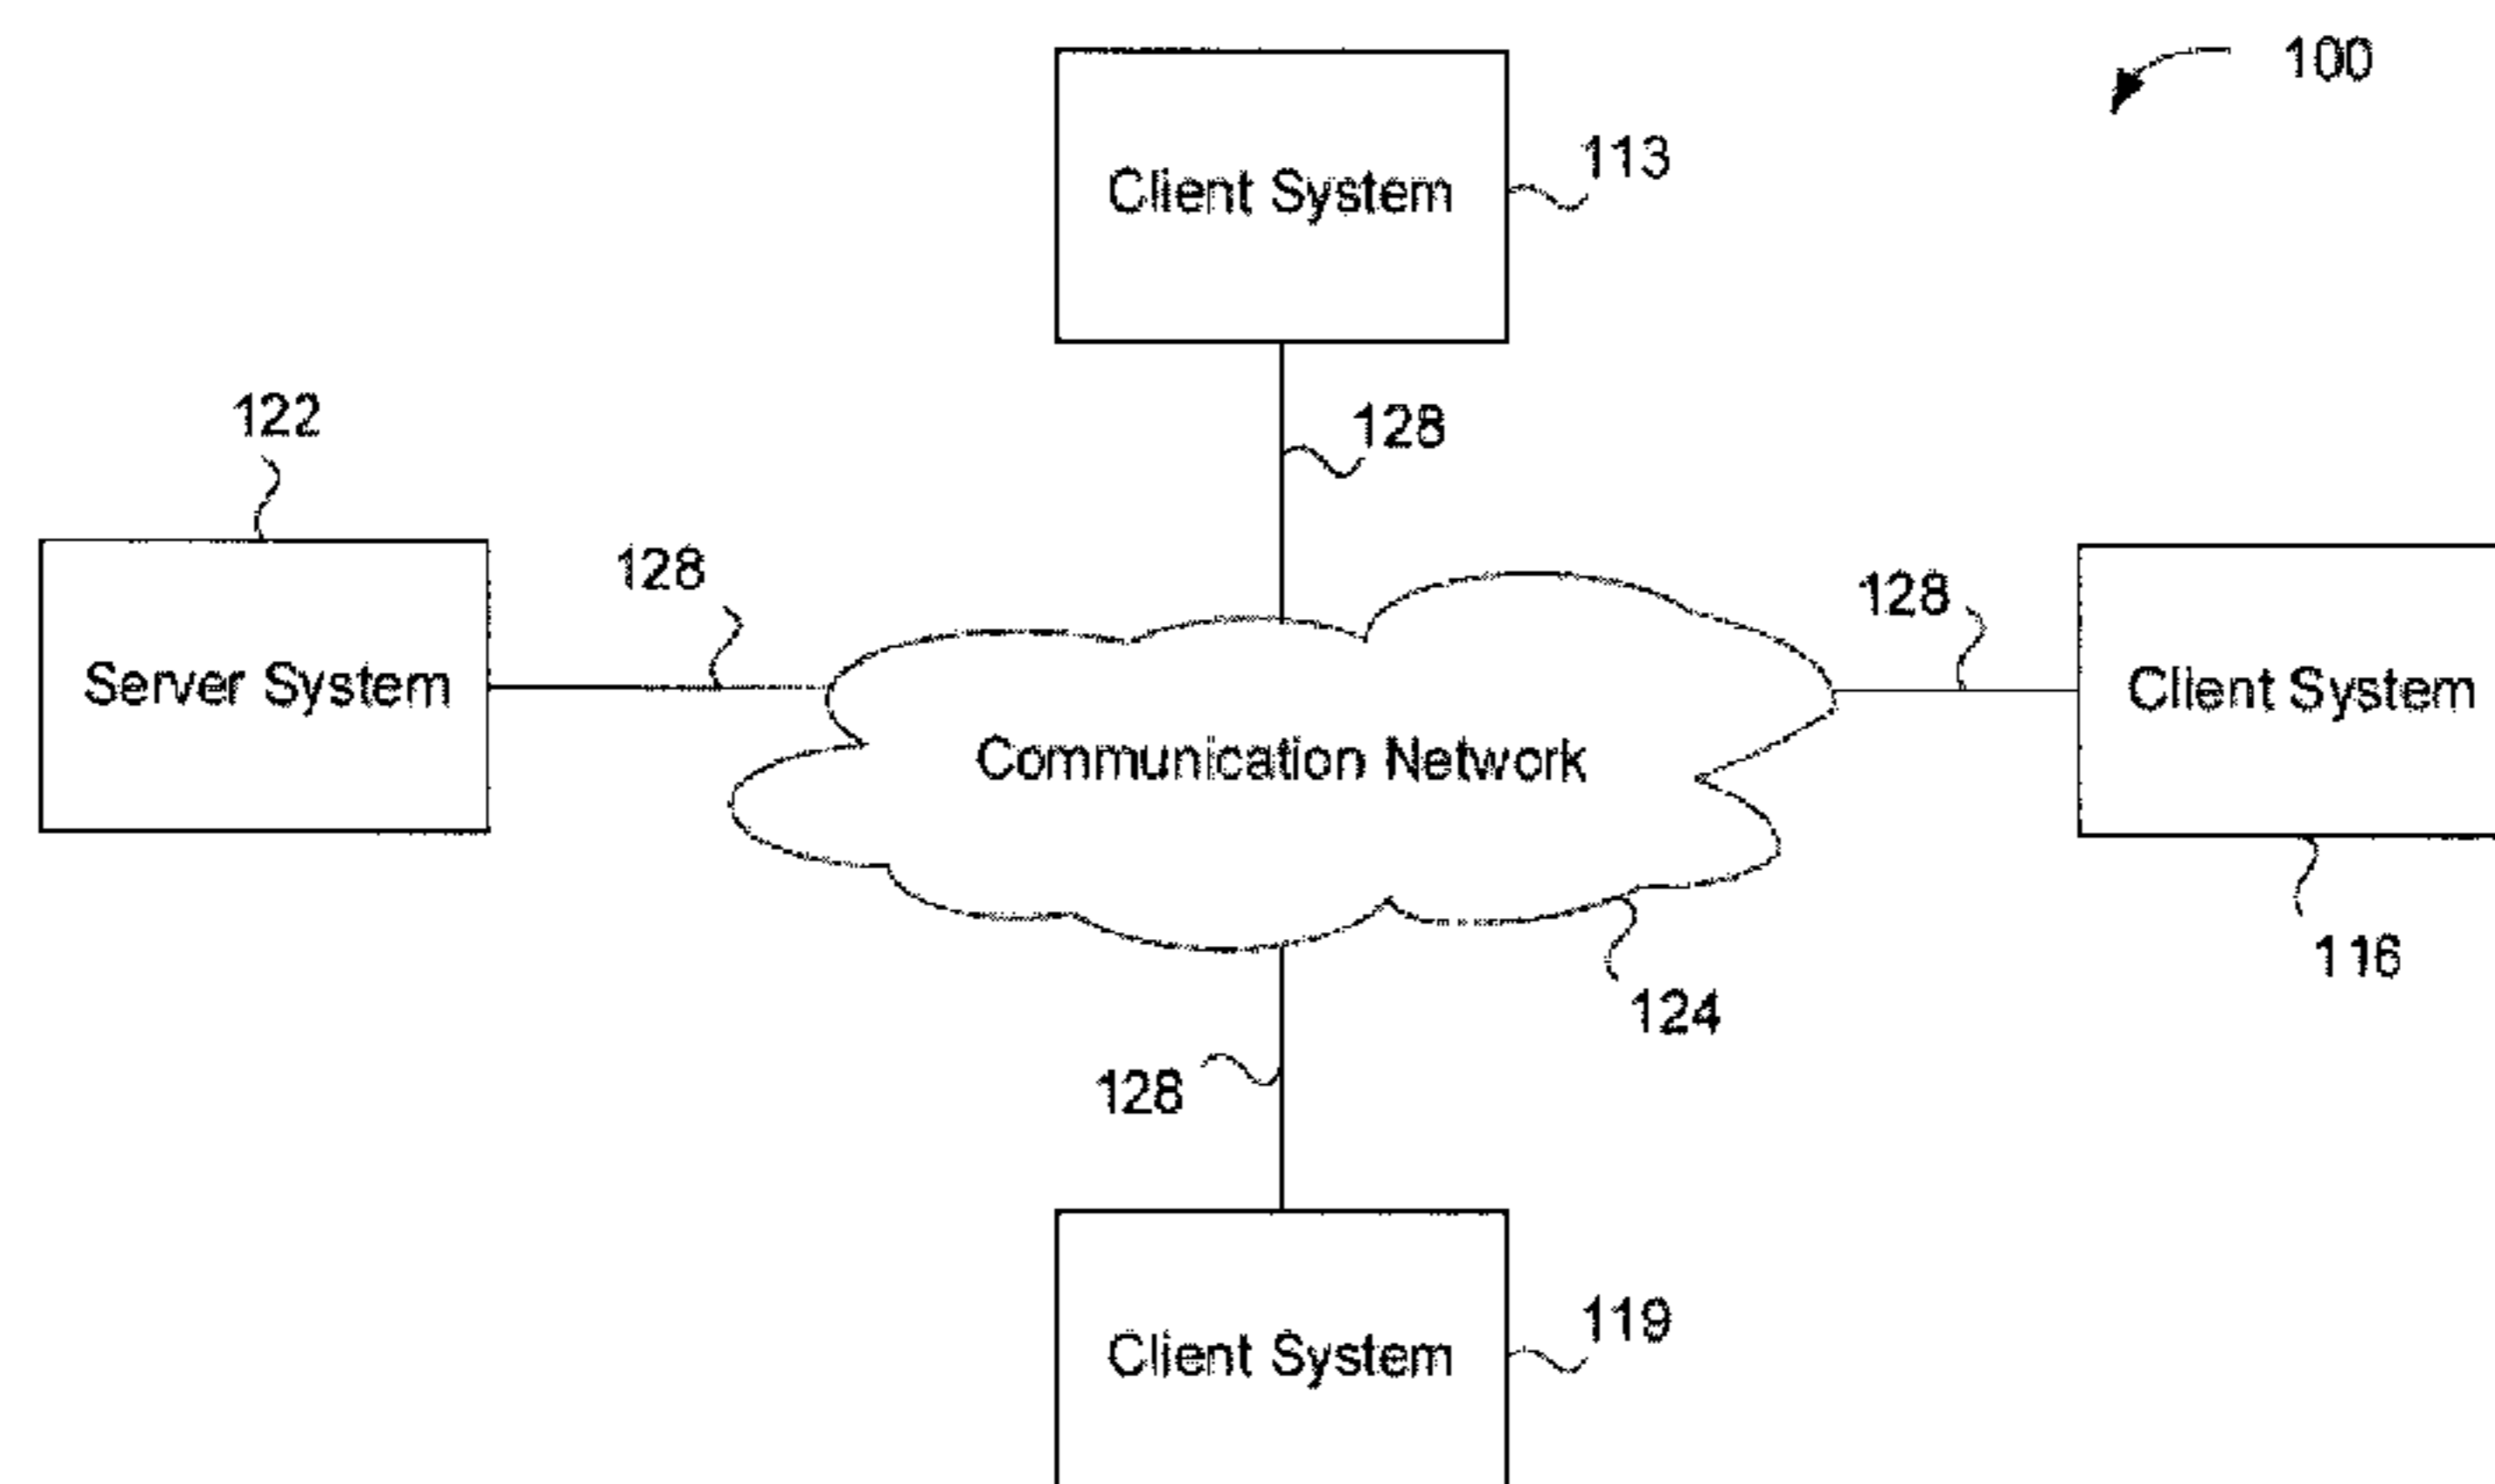 100
113
Client System
128
122
128
128
Server System
Client System
Communication Network
116
124
128
119
Client System